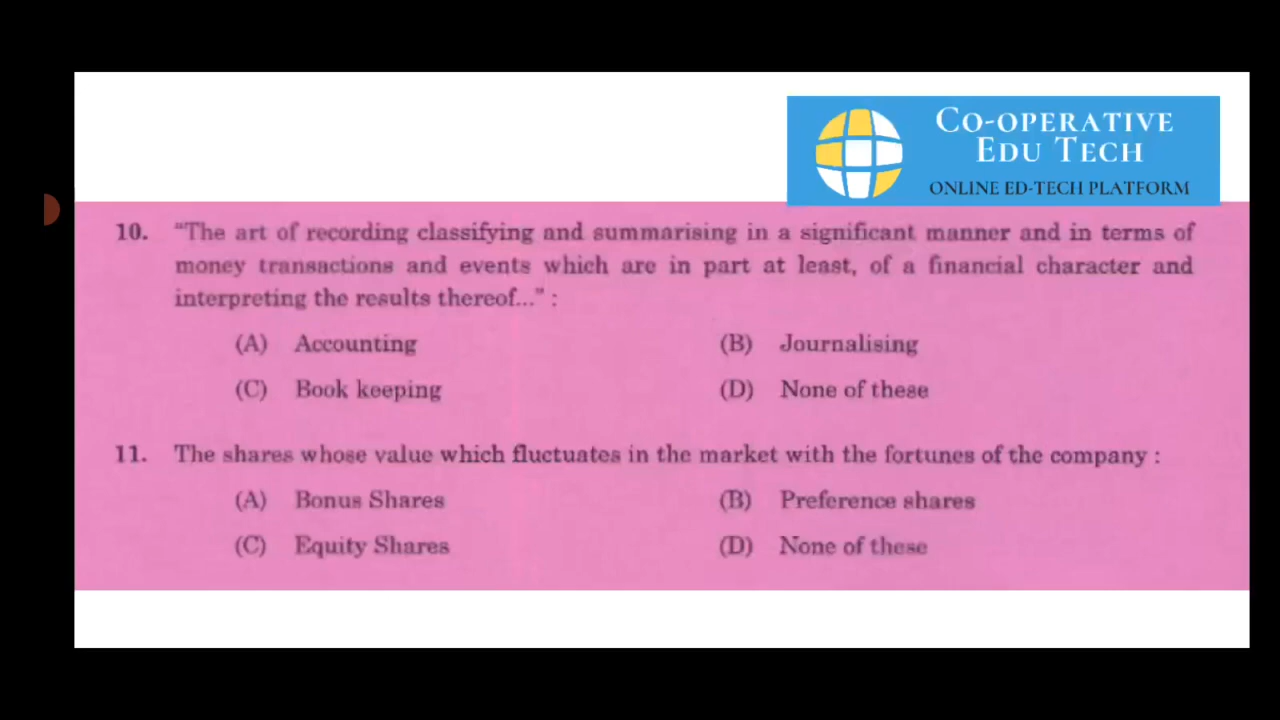 CO-OPERATIVE
EDU TECH
ONLINE ED-TECH PLATFORM
10. "The art of recording classifying and summarising in a significant manner and in terms of
money transactions and events which are in part at least, of a financial character and
interpreting the results thereof..." :
(A) Accounting (B) Journalising
(C) Book keeping (D) None of these
11. The shares whose value which fluctuates in the market with the fortunes of the company :
(A) Bonus Shares (B) Preference shares
(C) Equity Shares (D) None of these